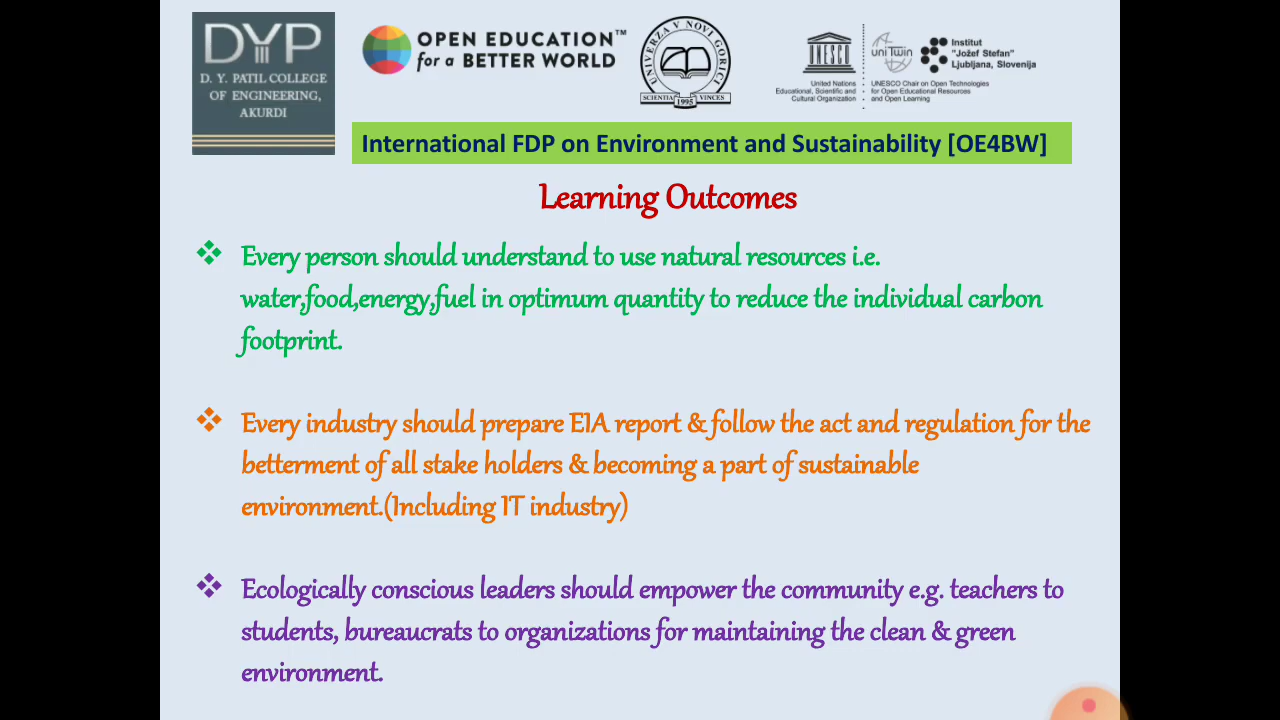 DYP
D. Y. PATIL COLLEGE
OF ENGINEERING,
AKURDI
OPEN EDUCATION™
for a BETTER WORLD
UNIVERZA V NOVI GORICI
SCIENTIA VINCES
1995
UNESCO
United Nations
Educational, Scientific and
Cultural Organization
uniTwin
Institut
"Jožef Stefan"
Ljubljana, Slovenija
UNESCO Chair on Open Technologies
for Open Educational Resources
and Open Learning
International FDP on Environment and Sustainability [OE4BW]
Learning Outcomes
Every person should understand to use natural resources i.e.
water,food,energy,fuel in optimum quantity to reduce the individual carbon
footprint.
Every industry should prepare EIA report & follow the act and regulation for the
betterment of all stake holders & becoming a part of sustainable
environment.(Including IT industry)
Ecologically conscious leaders should empower the community e.g. teachers to
students, bureaucrats to organizations for maintaining the clean & green
environment.